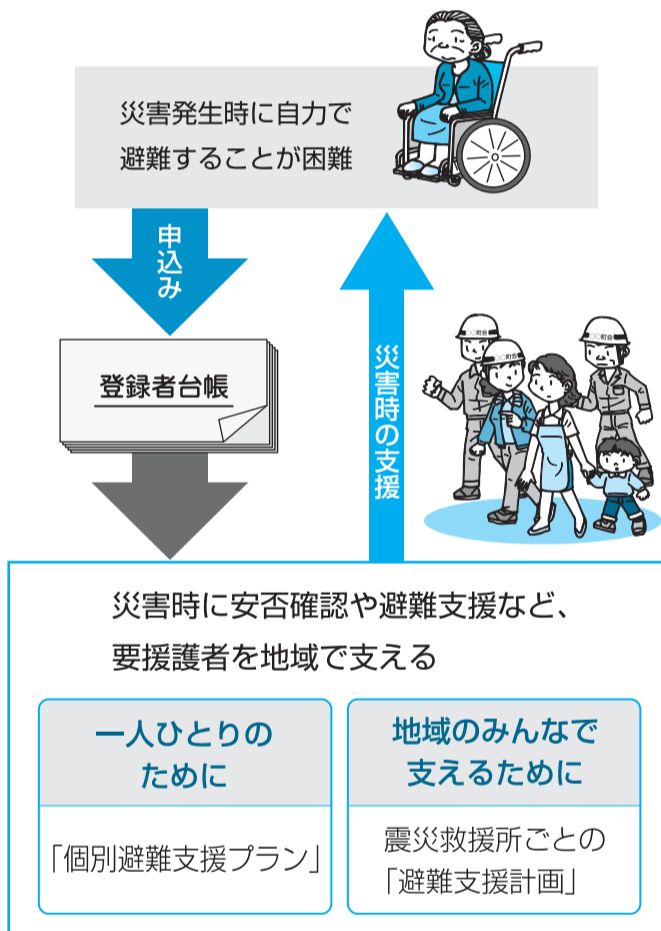 災害発生時に自力で
避難することが困難
申込み
登録者台帳
災害時の支援
○○町会
○○町会
災害時に安否確認や避難支援など、
要援護者を地域で支える
一人ひとりの
ために
「個別避難支援プラン」
地域のみんなで
支えるために
震災救援所ごとの
「避難支援計画」